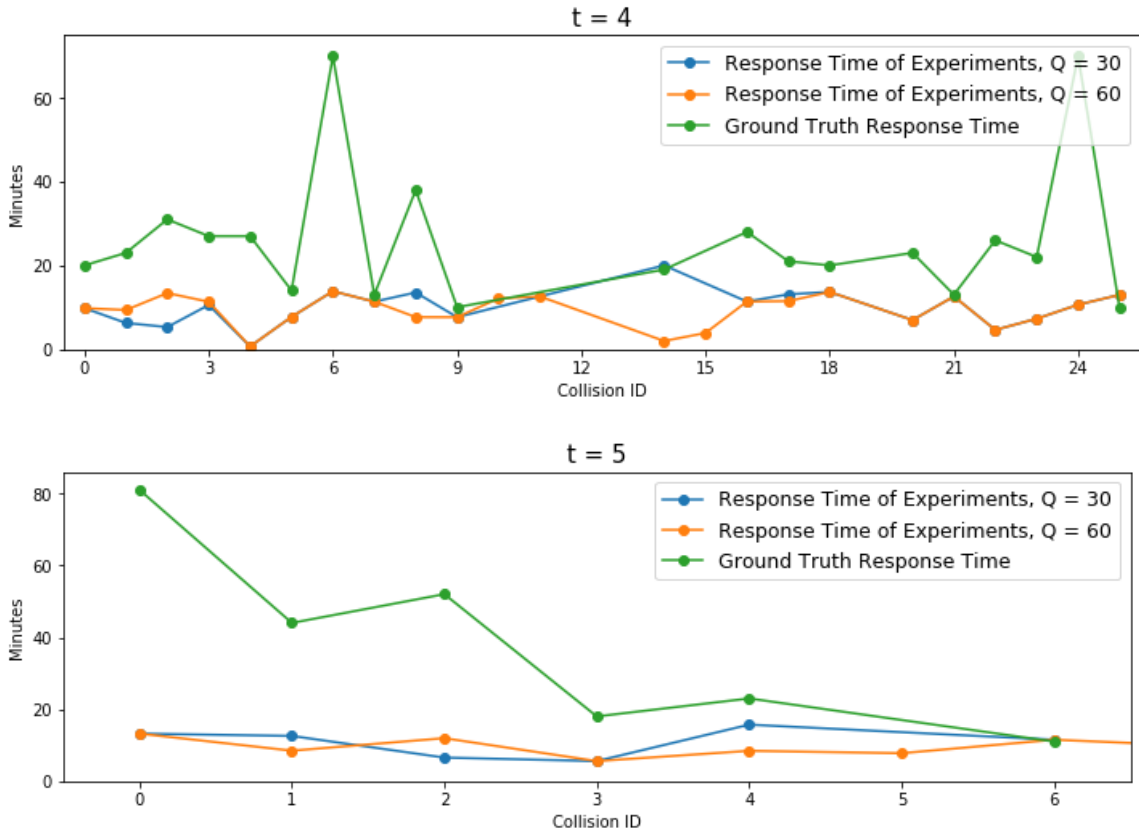 t = 4
Response Time of Experiments, Q = 30
Response Time of Experiments, Q = 60
Ground Truth Response Time
60
40
20
0
Minutes
0 3 6 9 12 15 18 21 24
Collision ID
t = 5
Response Time of Experiments, Q = 30
Response Time of Experiments, Q = 60
Ground Truth Response Time
80
60
40
20
0
Minutes
0 1 2 3 4 5 6
Collision ID